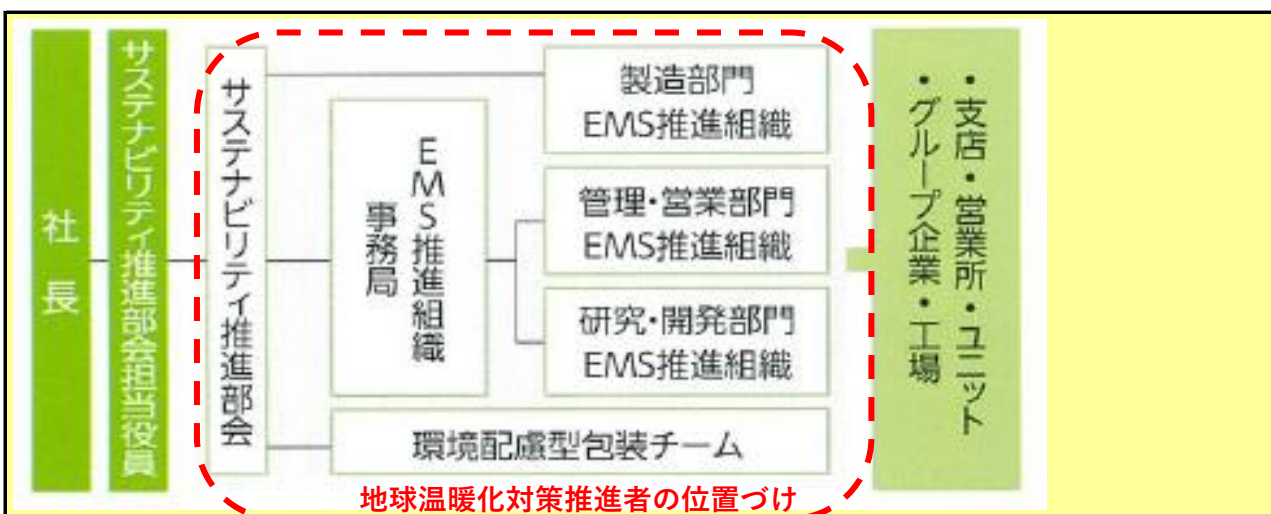 社長
サステナビリティ推進部会担当役員
サステナビリティ推進部会
EMS推進組織
事務局
製造部門
EMS推進組織
管理・営業部門
EMS推進組織
研究・開発部門
EMS推進組織
環境配慮型包装チーム
・支店・営業所・ユニット
・グループ企業・工場
地球温暖化対策推進者の位置づけ